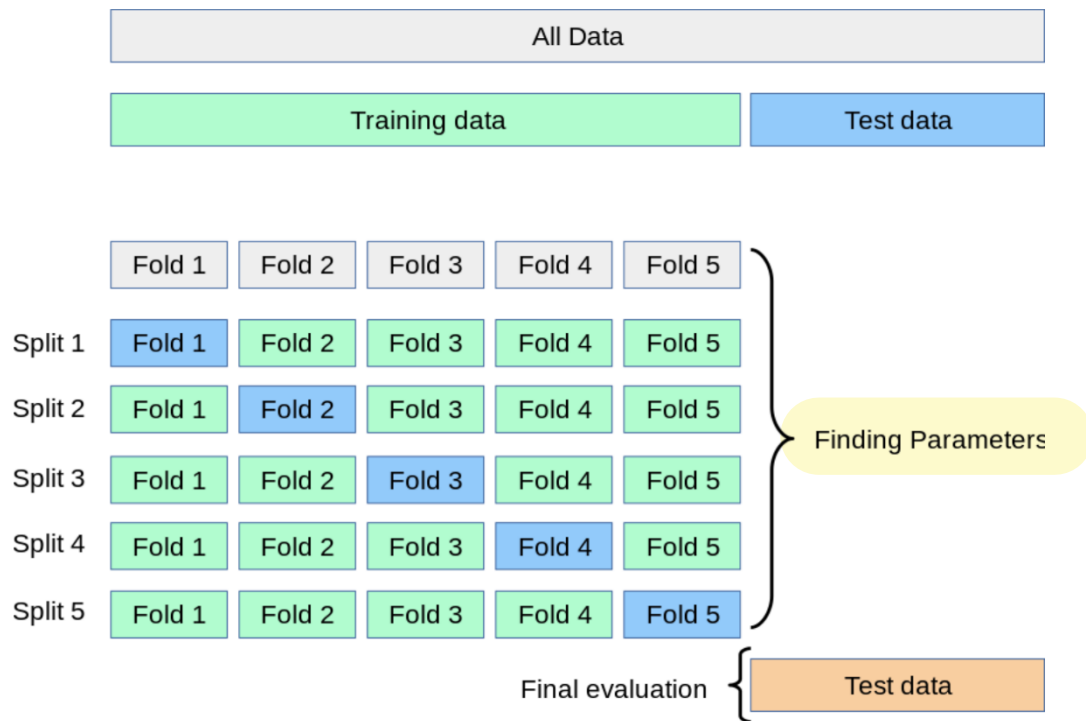 All Data
Training data Test data
Fold 1 Fold 2 Fold 3 Fold 4 Fold 5
Split 1 Fold 1 Fold 2 Fold 3 Fold 4 Fold 5
Split 2 Fold 1 Fold 2 Fold 3 Fold 4 Fold 5
Finding Parameters
Split 3 Fold 1 Fold 2 Fold 3 Fold 4 Fold 5
Split 4 Fold 1 Fold 2 Fold 3 Fold 4 Fold 5
Split 5 Fold 1 Fold 2 Fold 3 Fold 4 Fold 5
Final evaluation Test data